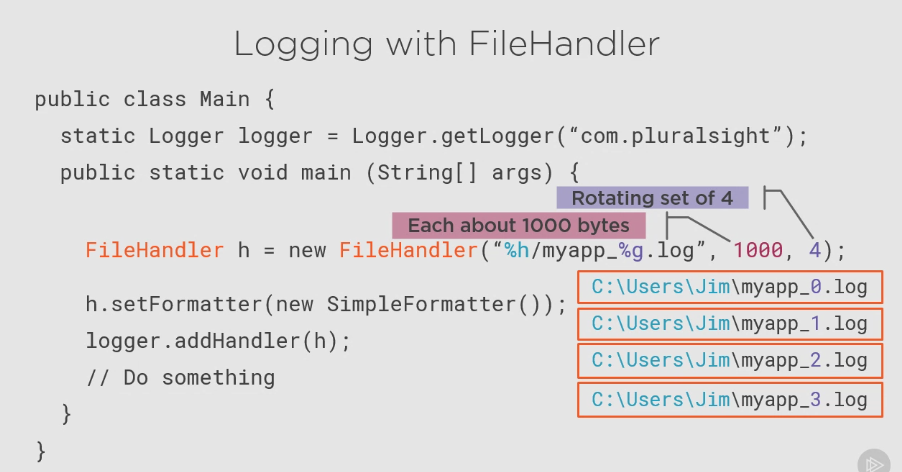 Logging with FileHandler
public class Main {
static Logger logger = Logger.getLogger(“com.pluralsight”);
public static void main (String[] args) {
Rotating set of 4
Each about 1000 bytes
FileHandler h = new FileHandler(“%h/myapp_%g.log”, 1000, 4);
C:\Users\Jim\myapp_0.log
h.setFormatter(new SimpleFormatter());
C:\Users\Jim\myapp_1.log
logger.addHandler(h);
C:\Users\Jim\myapp_2.log
// Do something
C:\Users\Jim\myapp_3.log
}
}